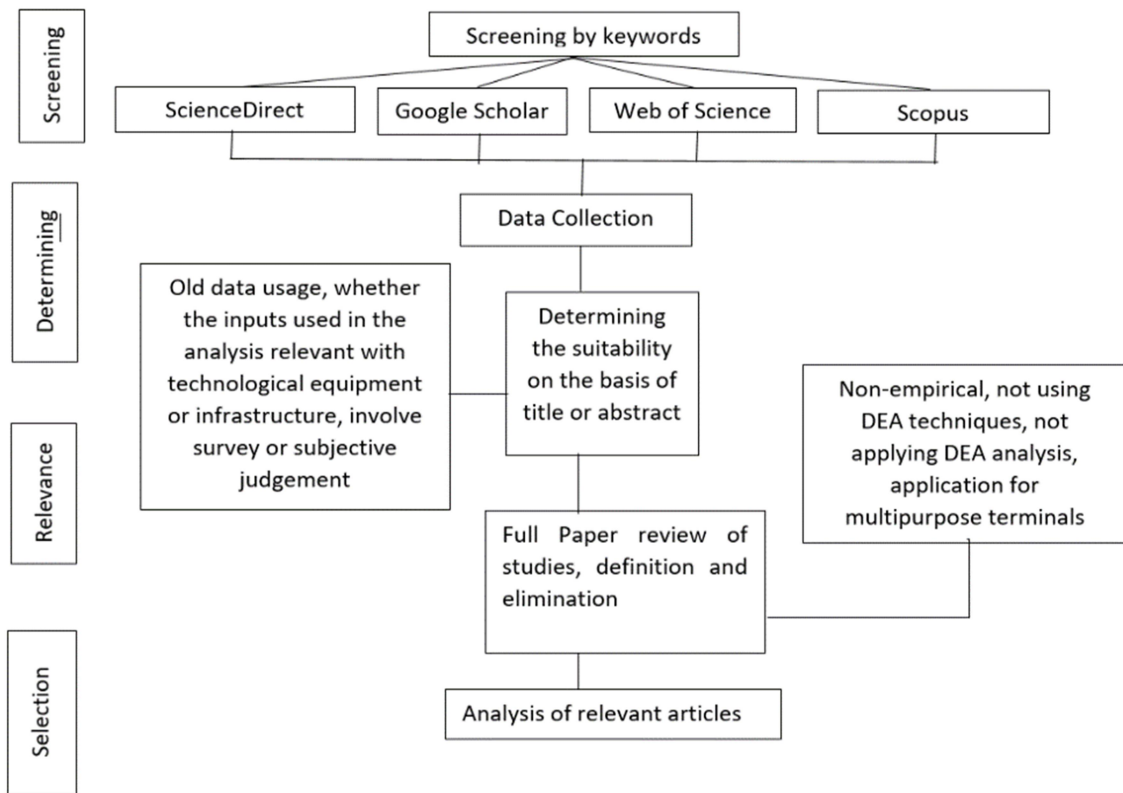 Screening
Screening by keywords
ScienceDirect
Google Scholar
Web of Science
Scopus
Determining
Data Collection
Old data usage, whether
the inputs used in the
analysis relevant with
technological equipment
or infrastructure, involve
survey or subjective
judgement
Determining
the suitability
on the basis of
title or abstract
Non-empirical, not using
DEA techniques, not
applying DEA analysis,
application for
multipurpose terminals
Relevance
Full Paper review of
studies, definition and
elimination
Selection
Analysis of relevant articles